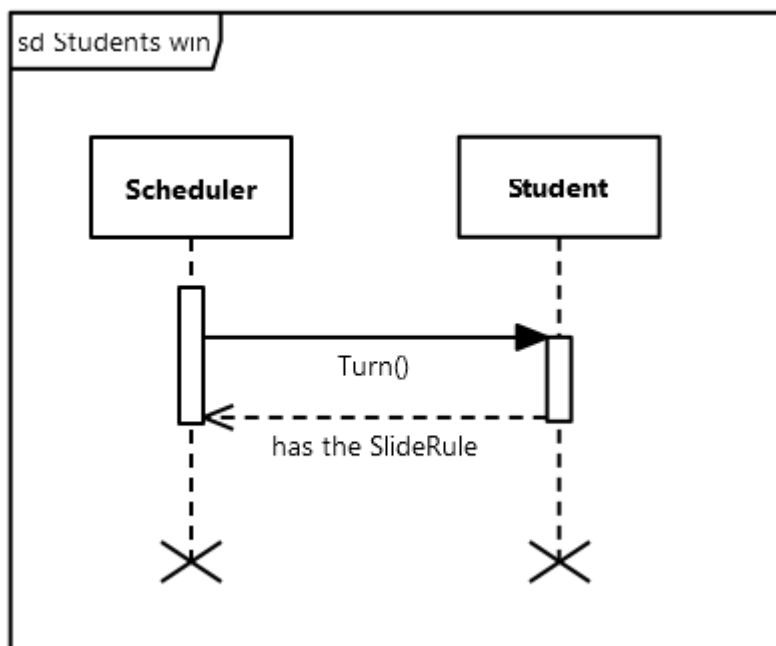 sd Students win
Scheduler
Student
Turn()
has the SlideRule